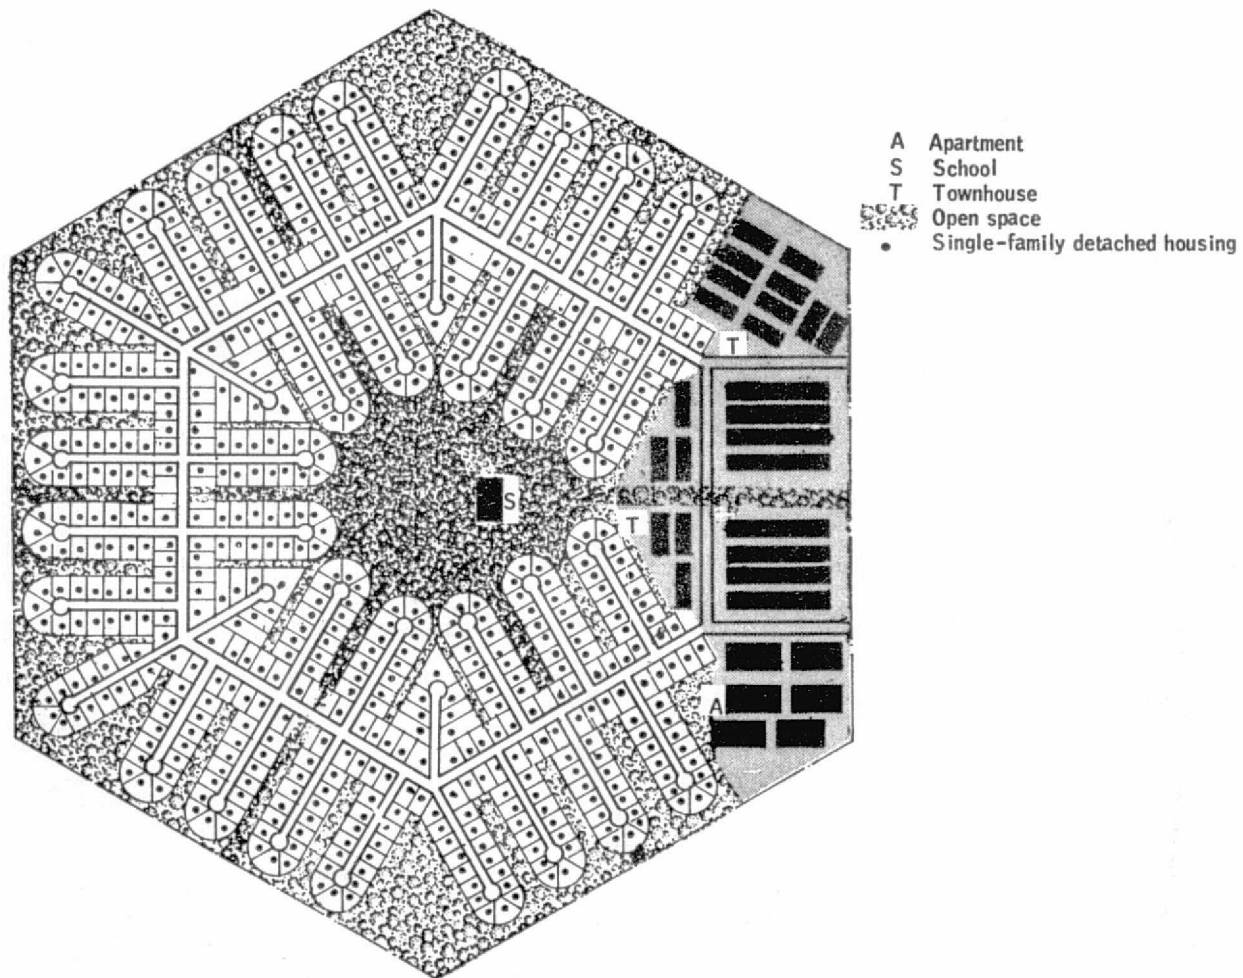 A Apartment
S School
T Townhouse
Open space
Single-family detached housing
T
S
T
A